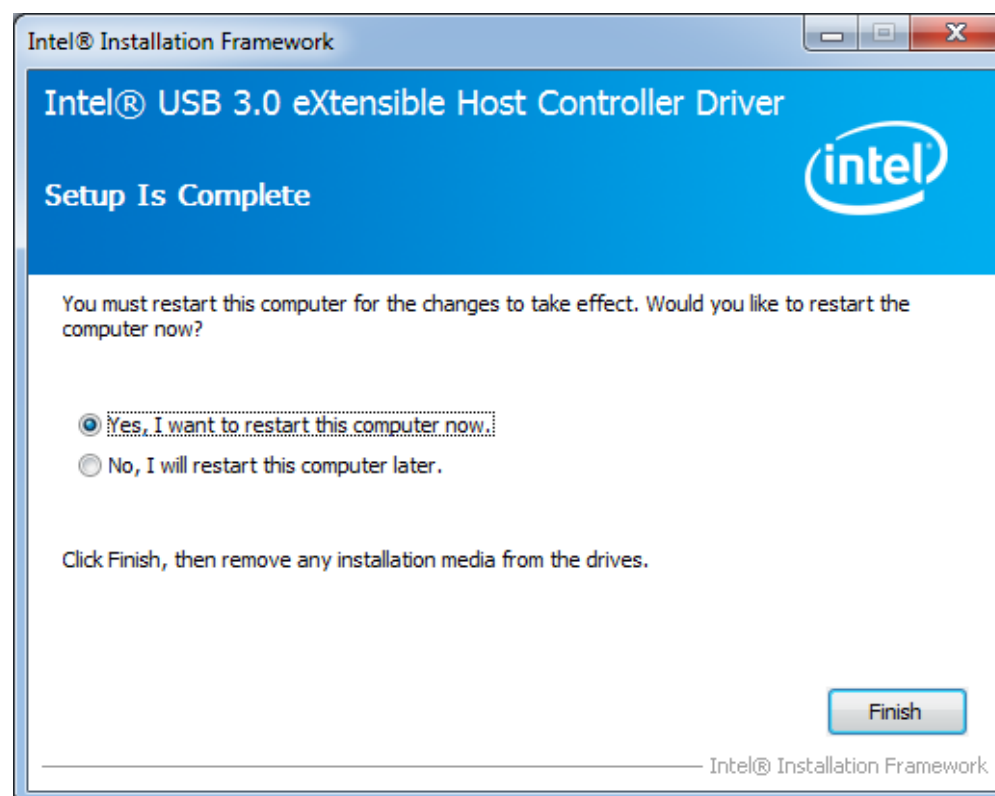 Intel® Installation Framework
Intel® USB 3.0 eXtensible Host Controller Driver
intel
Setup Is Complete
You must restart this computer for the changes to take effect. Would you like to restart the
computer now?
Yes, I want to restart this computer now.
No, I will restart this computer later.
Click Finish, then remove any installation media from the drives.
Finish
Intel® Installation Framework